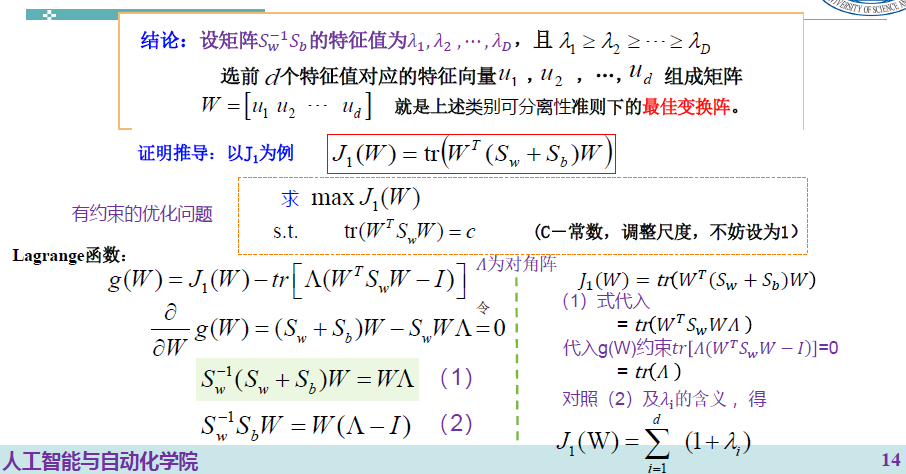 结论：设矩阵$S_w^{-1}S_b$的特征值为$\lambda_1, \lambda_2, \cdots, \lambda_D$，且 $\lambda_1 \geq \lambda_2 \geq \cdots \geq \lambda_D$
选前 $d$个特征值对应的特征向量$u_1$，$u_2$ ，…，$u_d$ 组成矩阵
$W = [u_1 \ u_2 \ \cdots \ u_d]$ 就是上述类别可分离性准则下的最佳变换阵。
证明推导：以$J_1$为例 $J_1(W) = \mathrm{tr}(W^T(S_w + S_b)W)$
有约束的优化问题
求 $\max J_1(W)$
s.t. $\mathrm{tr}(W^T S_w W) = c$ （C－常数，调整尺度，不妨设为1）
Lagrange函数：
$g(W) = J_1(W) - tr[\Lambda(W^T S_w W - I)]$ $\Lambda$为对角阵
$\frac{\partial}{\partial W} g(W) = (S_w + S_b)W - S_w W \Lambda \overset{令}{=} 0$
$S_w^{-1}(S_w + S_b)W = W\Lambda$ （1）
$S_w^{-1}S_b W = W(\Lambda - I)$ （2）
$J_1(W) = tr(W^T(S_w + S_b)W)$
（1）式代入
$= tr(W^T S_w W \Lambda)$
代入g(W)约束$tr[\Lambda(W^T S_w W - I)]$=0
$= tr(\Lambda)$
对照（2）及$\lambda_i$的含义，得
$J_1(\mathrm{W}) = \sum_{i=1}^{d} (1 + \lambda_i)$
人工智能与自动化学院
14